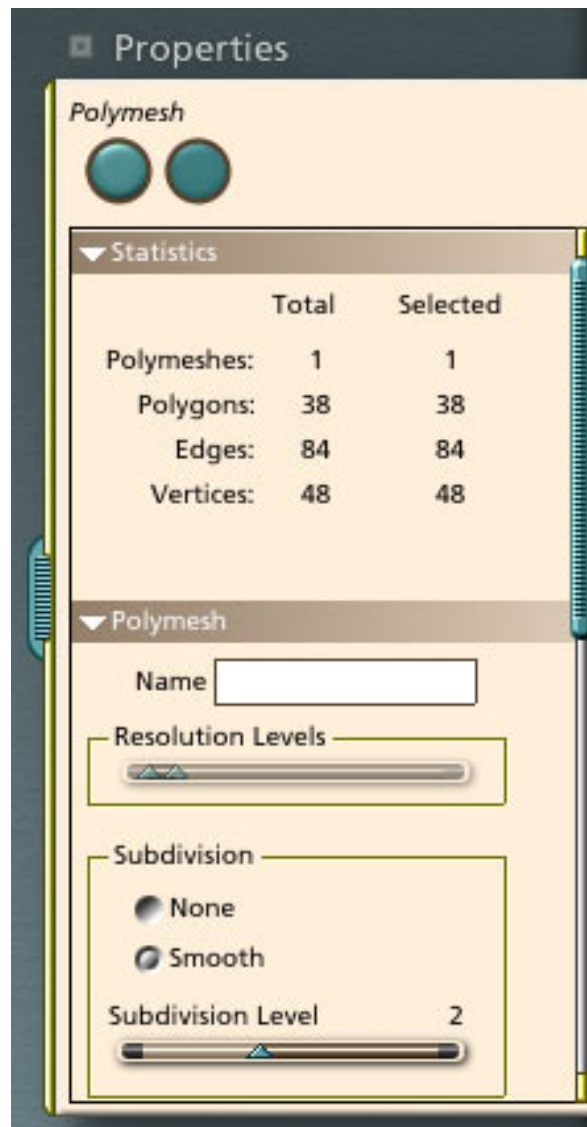 Properties
Polymesh
Statistics
Total Selected
Polymeshes: 1 1
Polygons: 38 38
Edges: 84 84
Vertices: 48 48
Polymesh
Name
Resolution Levels
Subdivision
None
Smooth
Subdivision Level 2